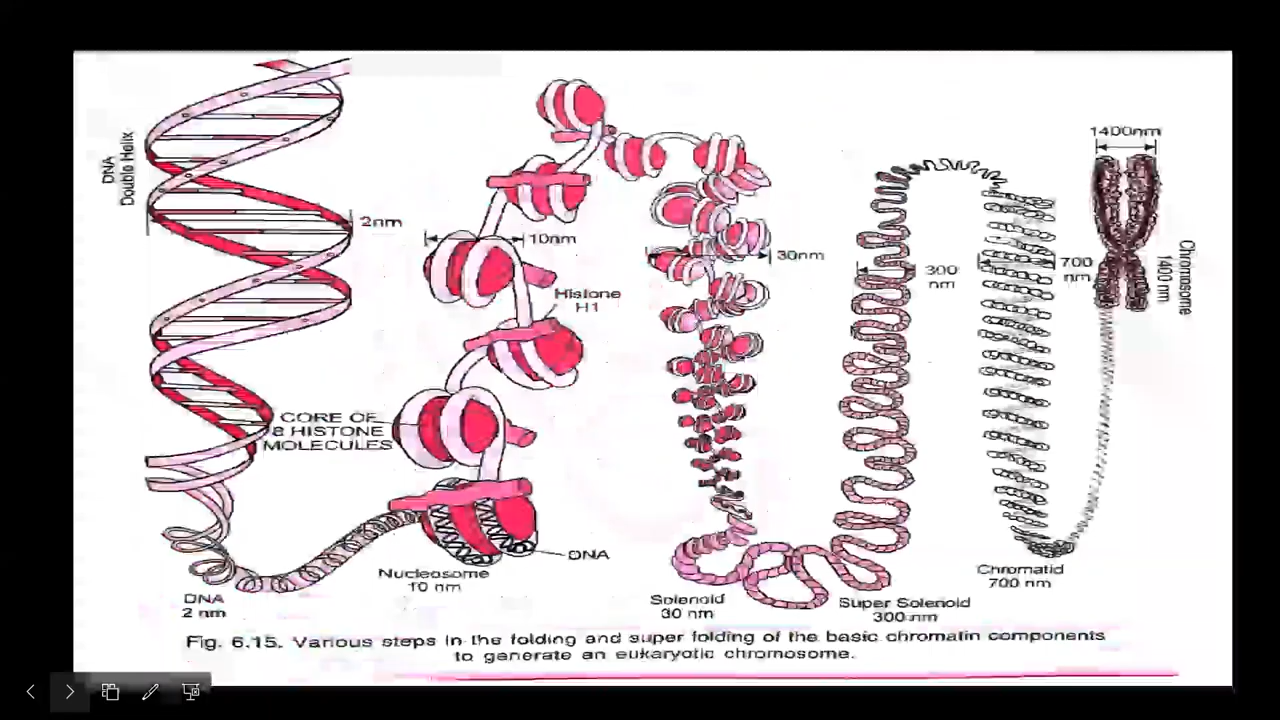 DNA
Double Helix
2nm
10nm
Histone
H1
CORE OF
8 HISTONE
MOLECULES
DNA
Nucleosome
10 nm
DNA
2 nm
30nm
Solenoid
30 nm
300
nm
Super Solenoid
300 nm
700
nm
Chromatid
700 nm
1400nm
Chromosome
1400 nm
Fig. 6.15. Various steps in the folding and super folding of the basic chromatin components
to generate an eukaryotic chromosome.